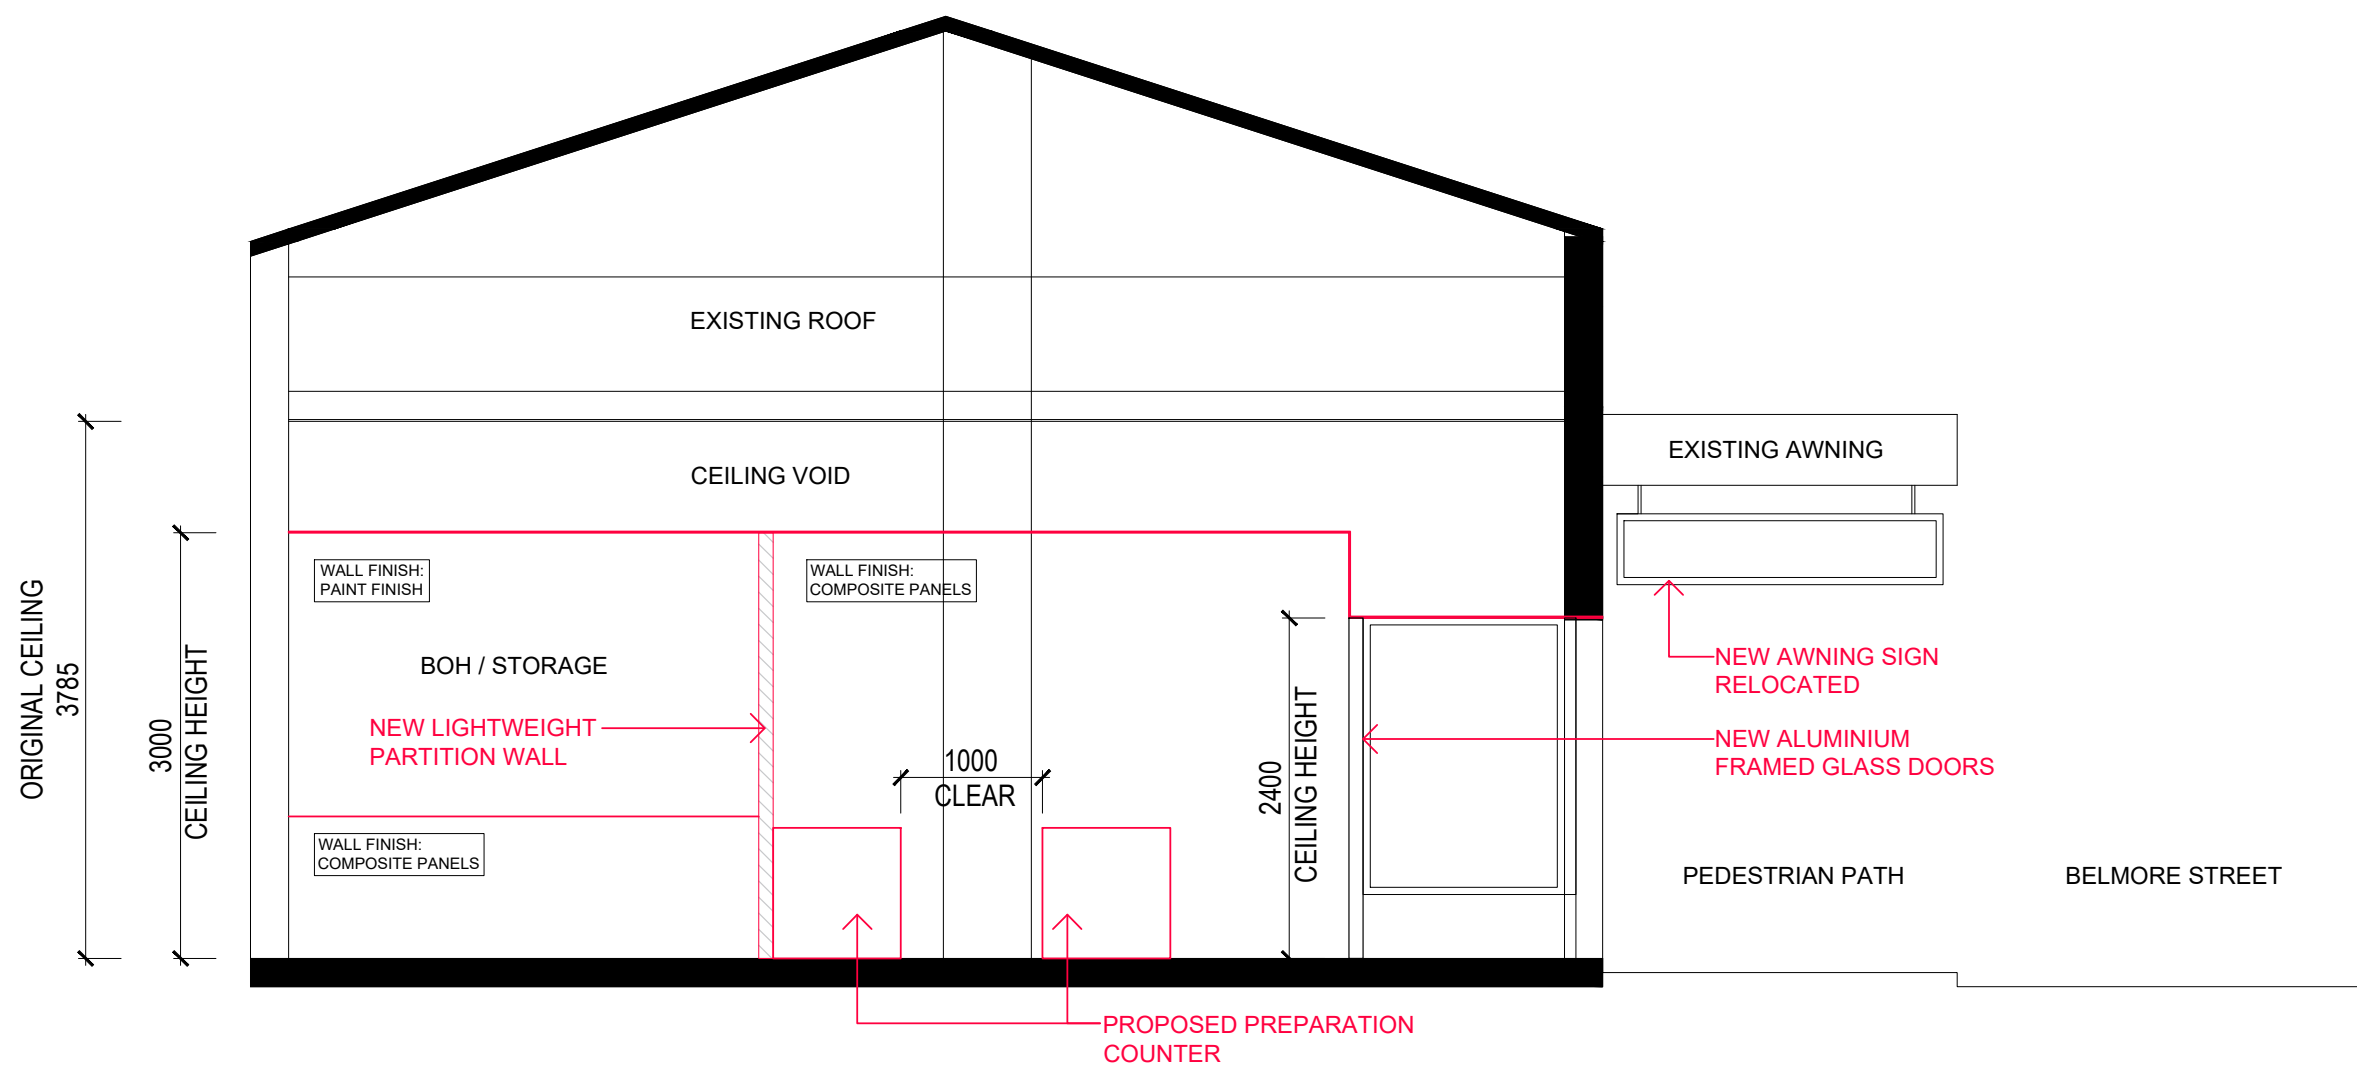 EXISTING ROOF
EXISTING AWNING
CEILING VOID
WALL FINISH:
PAINT FINISH
WALL FINISH:
COMPOSITE PANELS
ORIGINAL CEILING
3785
3000
CEILING HEIGHT
BOH / STORAGE
NEW LIGHTWEIGHT
PARTITION WALL
1000
CLEAR
2400
CEILING HEIGHT
NEW AWNING SIGN
RELOCATED
NEW ALUMINIUM
FRAMED GLASS DOORS
WALL FINISH:
COMPOSITE PANELS
PEDESTRIAN PATH
BELMORE STREET
PROPOSED PREPARATION
COUNTER